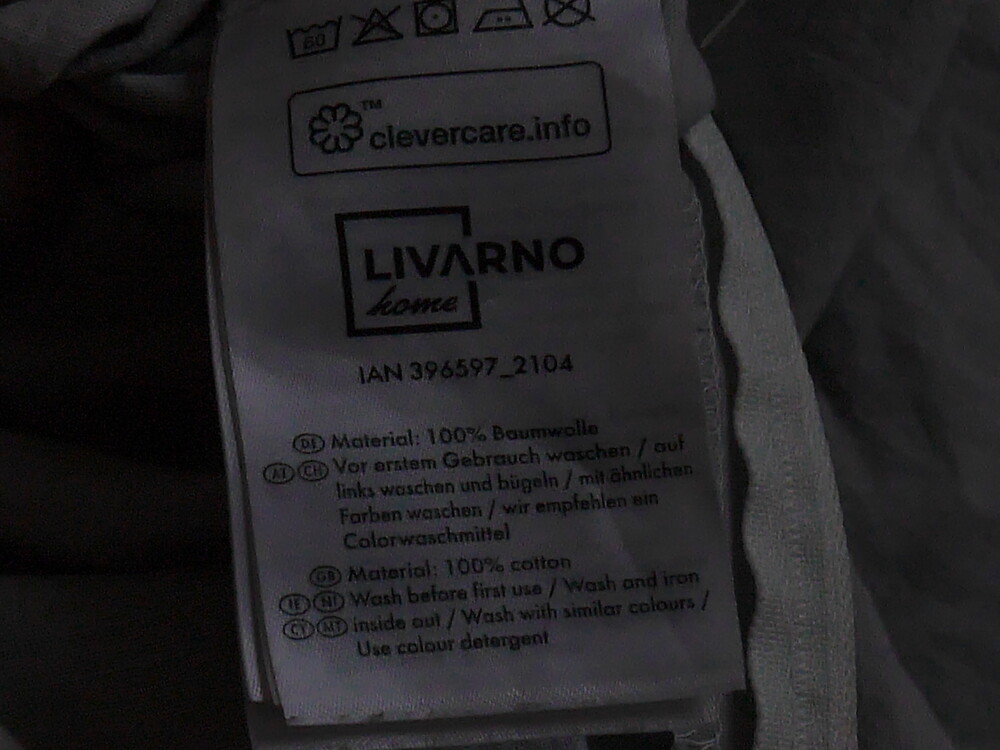 60
clevercare.info™
LIVARNO
home
IAN 396597_2104
DE Material: 100% Baumwolle
AT CH Vor erstem Gebrauch waschen / auf
links waschen und bügeln / mit ähnlichen
Farben waschen / wir empfehlen ein
Colorwaschmittel
GB Material: 100% cotton
IE NI Wash before first use / Wash and iron
CY MT inside out / Wash with similar colours /
Use colour detergent